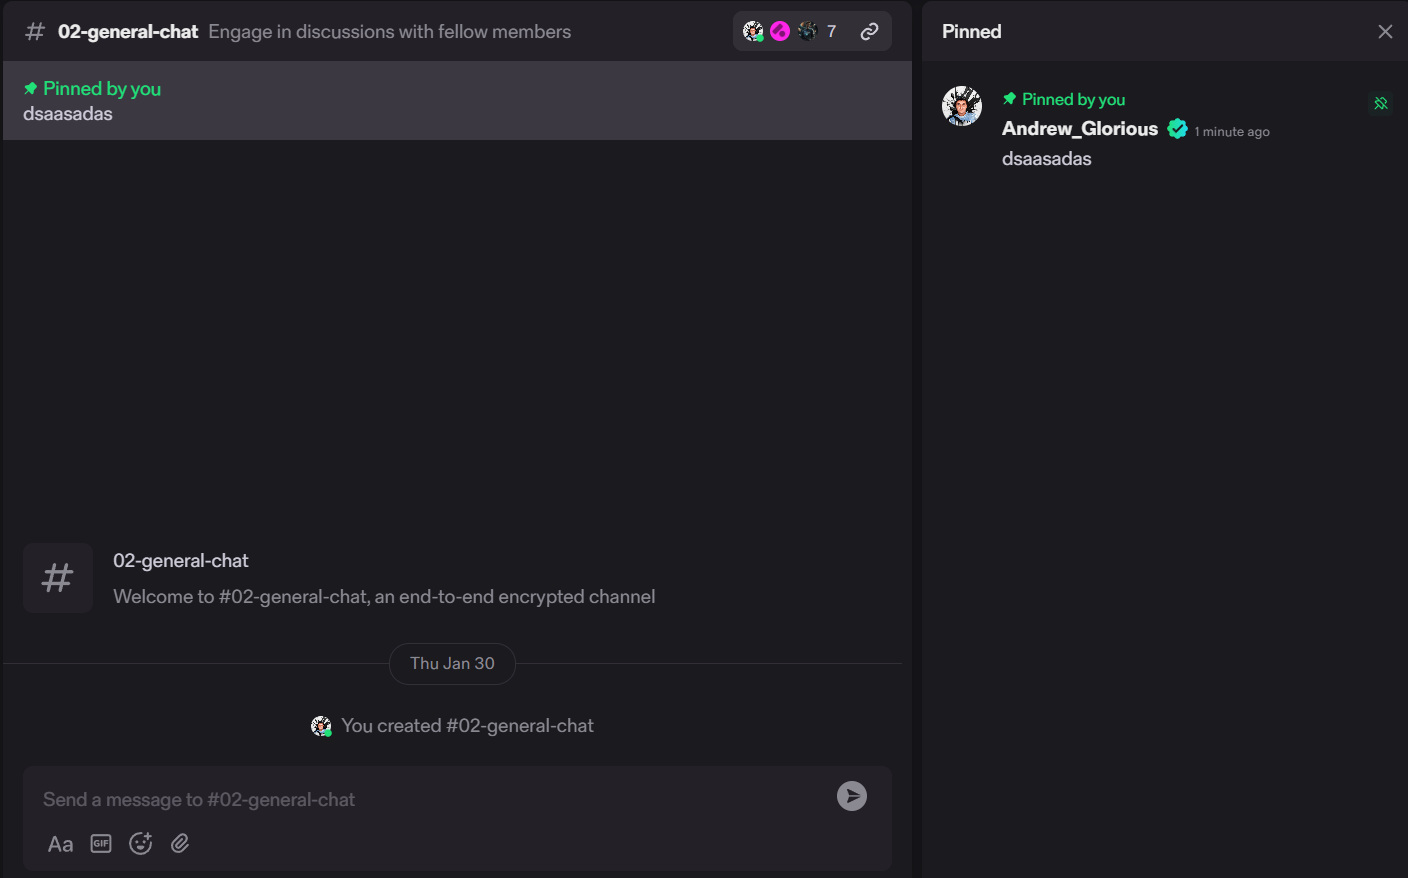 02-general-chat Engage in discussions with fellow members
7
Pinned by you
dsaasadas
02-general-chat
Welcome to #02-general-chat, an end-to-end encrypted channel
Thu Jan 30
You created #02-general-chat
Send a message to #02-general-chat
Aa GIF
Pinned
Pinned by you
Andrew_Glorious 1 minute ago
dsaasadas